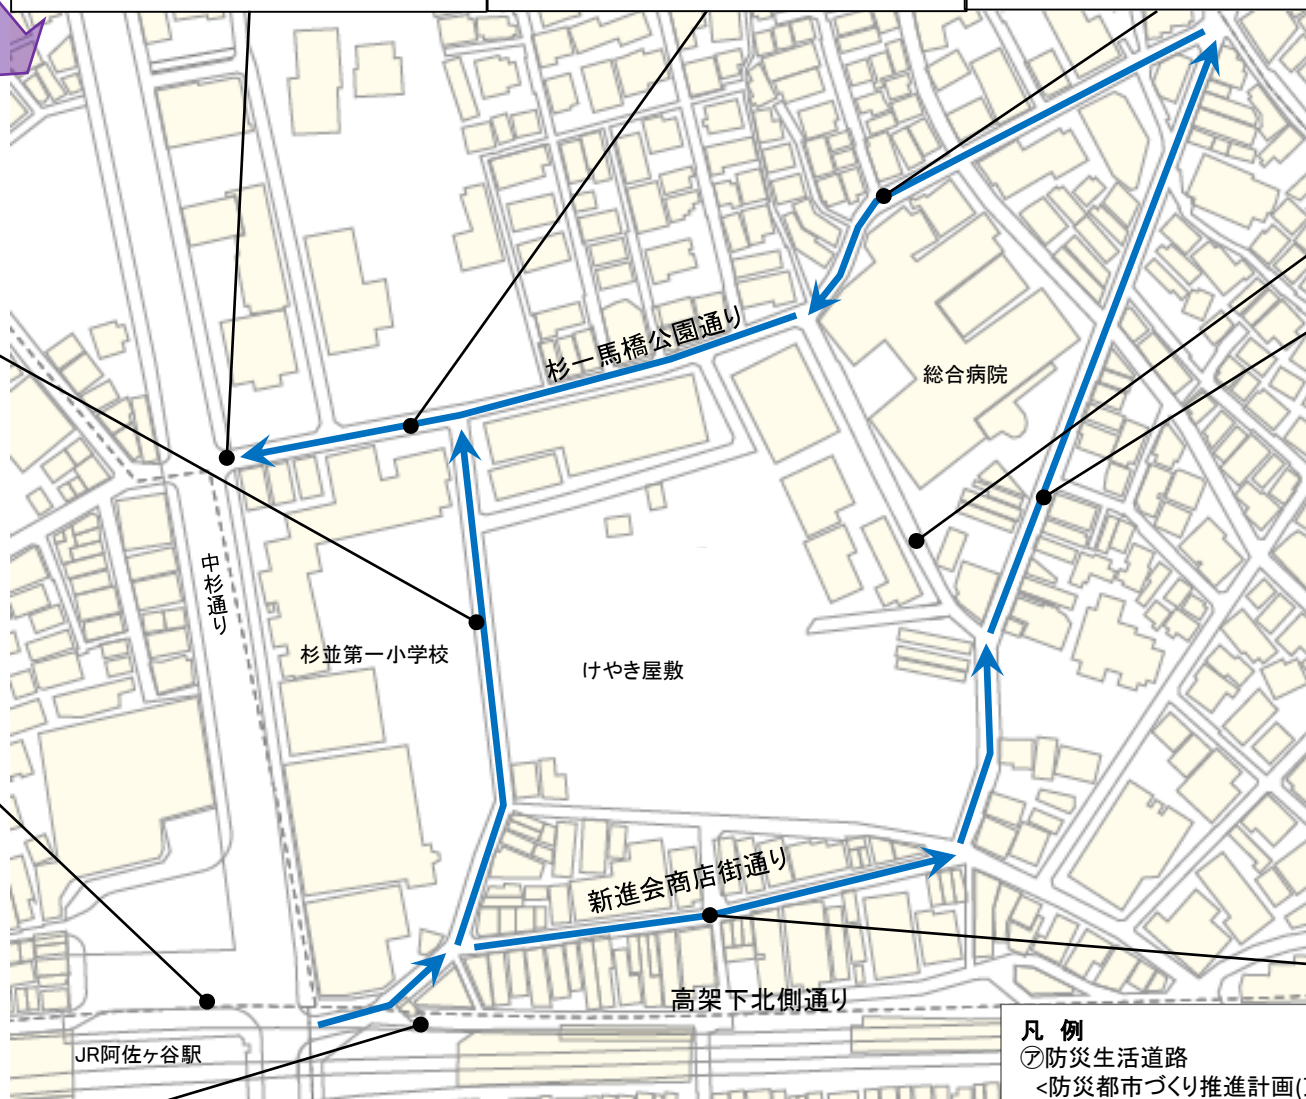 杉一馬橋公園通り
総合病院
中杉通り
杉並第一小学校
けやき屋敷
新進会商店街通り
高架下北側通り
JR阿佐ヶ谷駅
凡 例
㋐防災生活道路
<防災都市づくり推進計画(